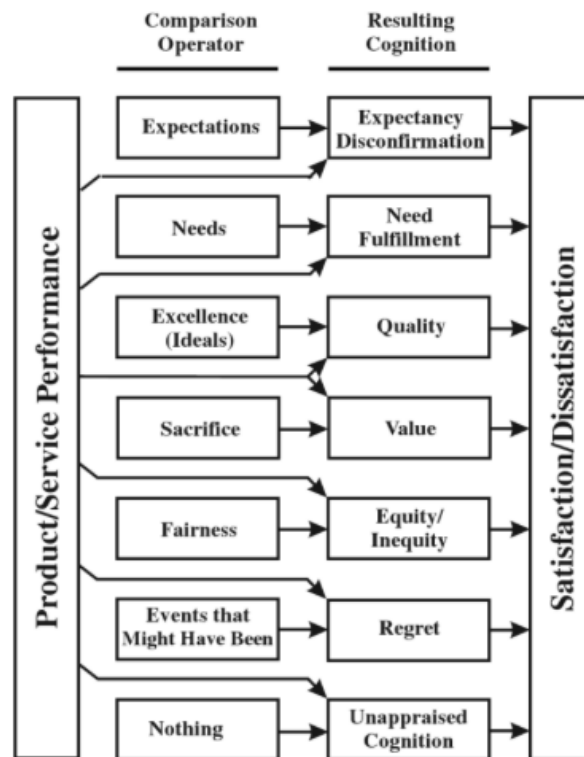 Comparison
Operator
Resulting
Cognition
Product/Service Performance
Expectations
Expectancy
Disconfirmation
Needs
Need
Fulfillment
Excellence
(Ideals)
Quality
Sacrifice
Value
Fairness
Equity/
Inequity
Events that
Might Have Been
Regret
Nothing
Unappraised
Cognition
Satisfaction/Dissatisfaction